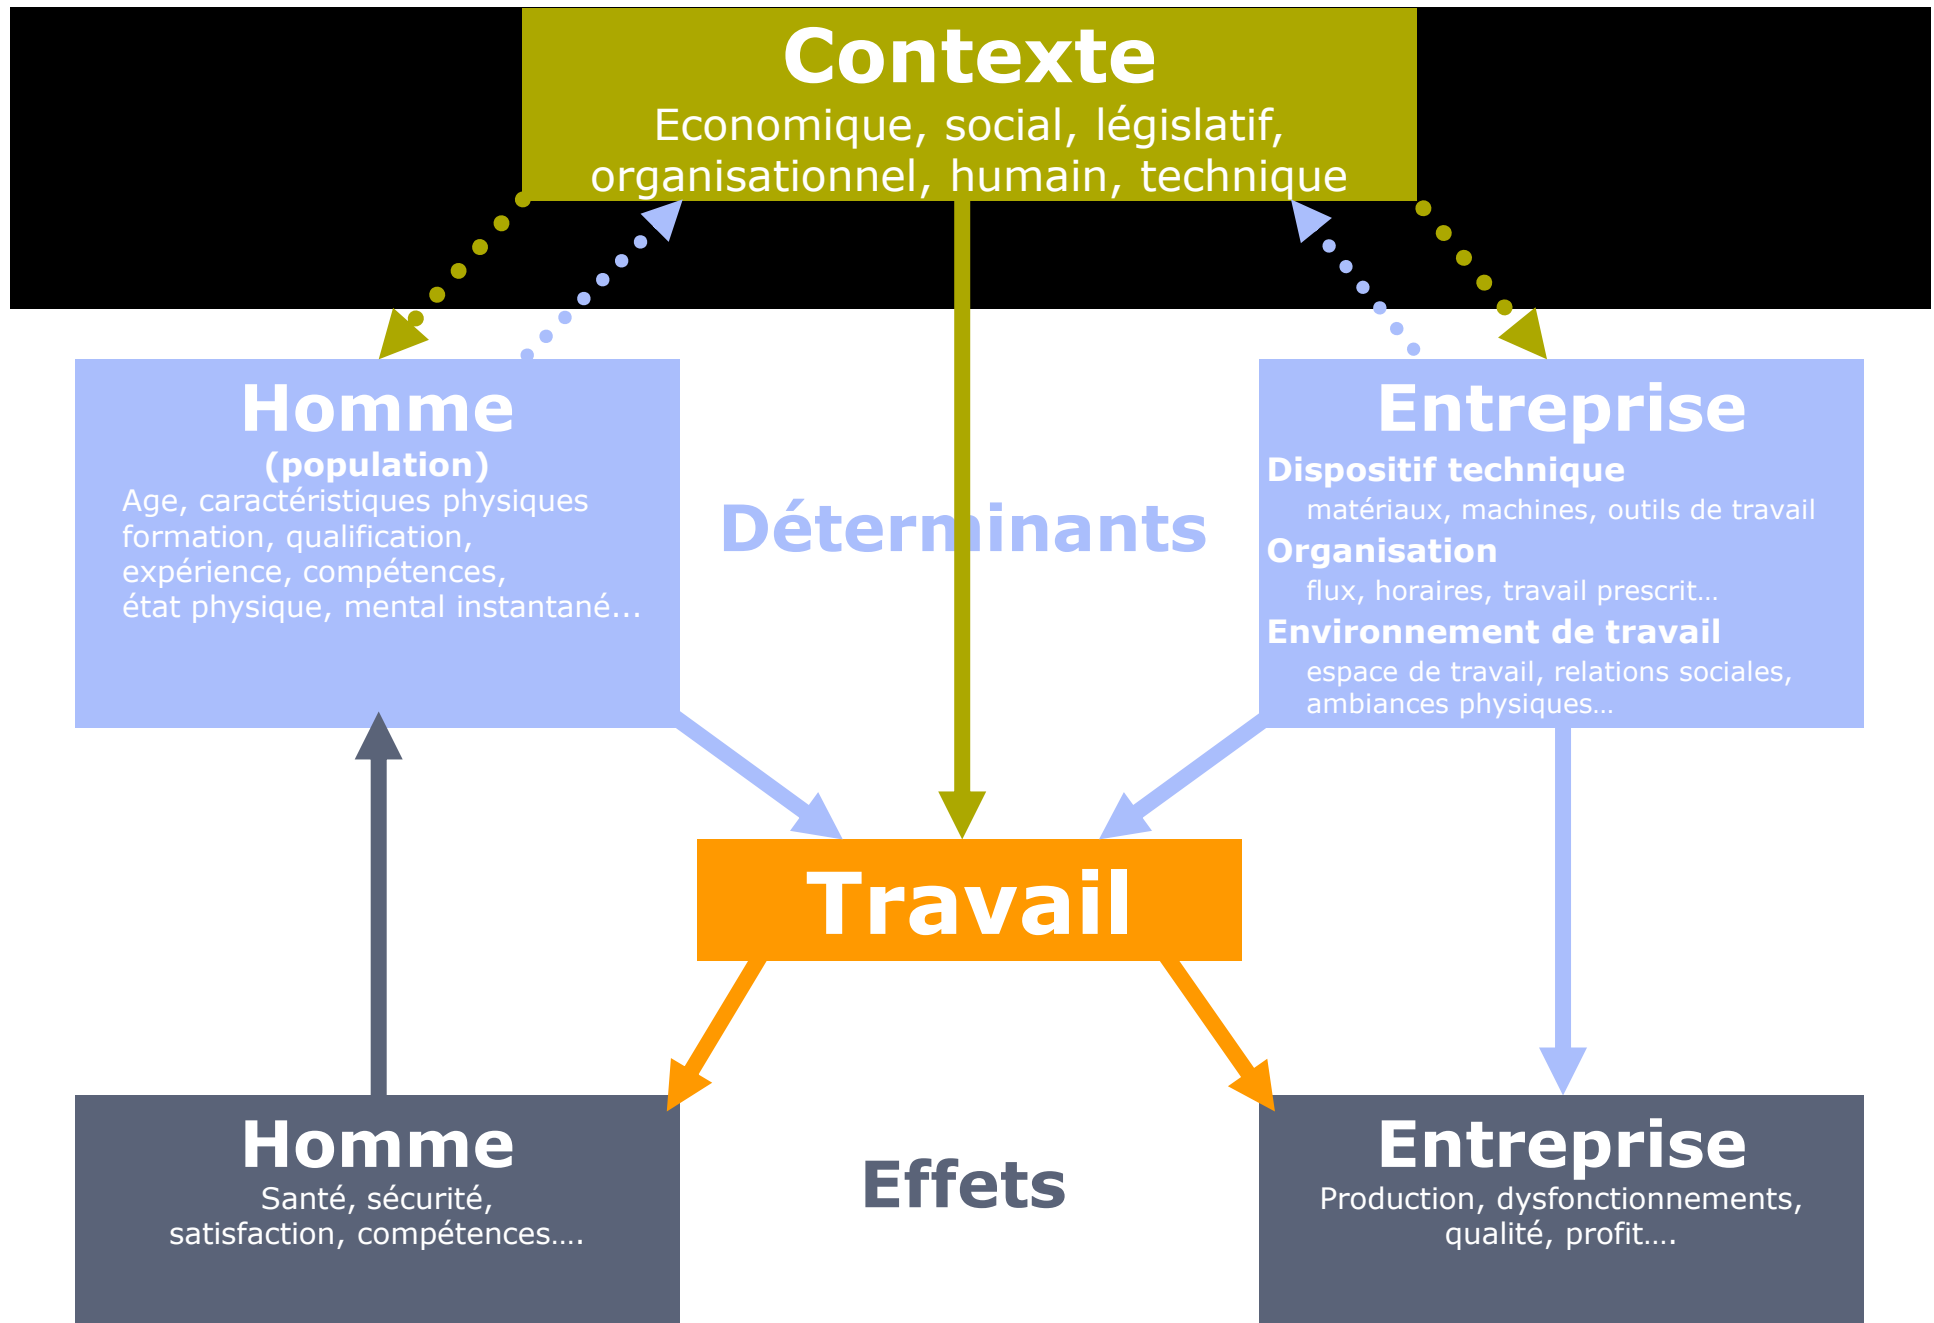 Contexte
Economique, social, législatif,
organisationnel, humain, technique
Homme
(population)
Age, caractéristiques physiques
formation, qualification,
expérience, compétences,
état physique, mental instantané...
Déterminants
Entreprise
Dispositif technique
matériaux, machines, outils de travail
Organisation
flux, horaires, travail prescrit...
Environnement de travail
espace de travail, relations sociales,
ambiances physiques...
Travail
Homme
Santé, sécurité,
satisfaction, compétences....
Effets
Entreprise
Production, dysfonctionnements,
qualité, profit....